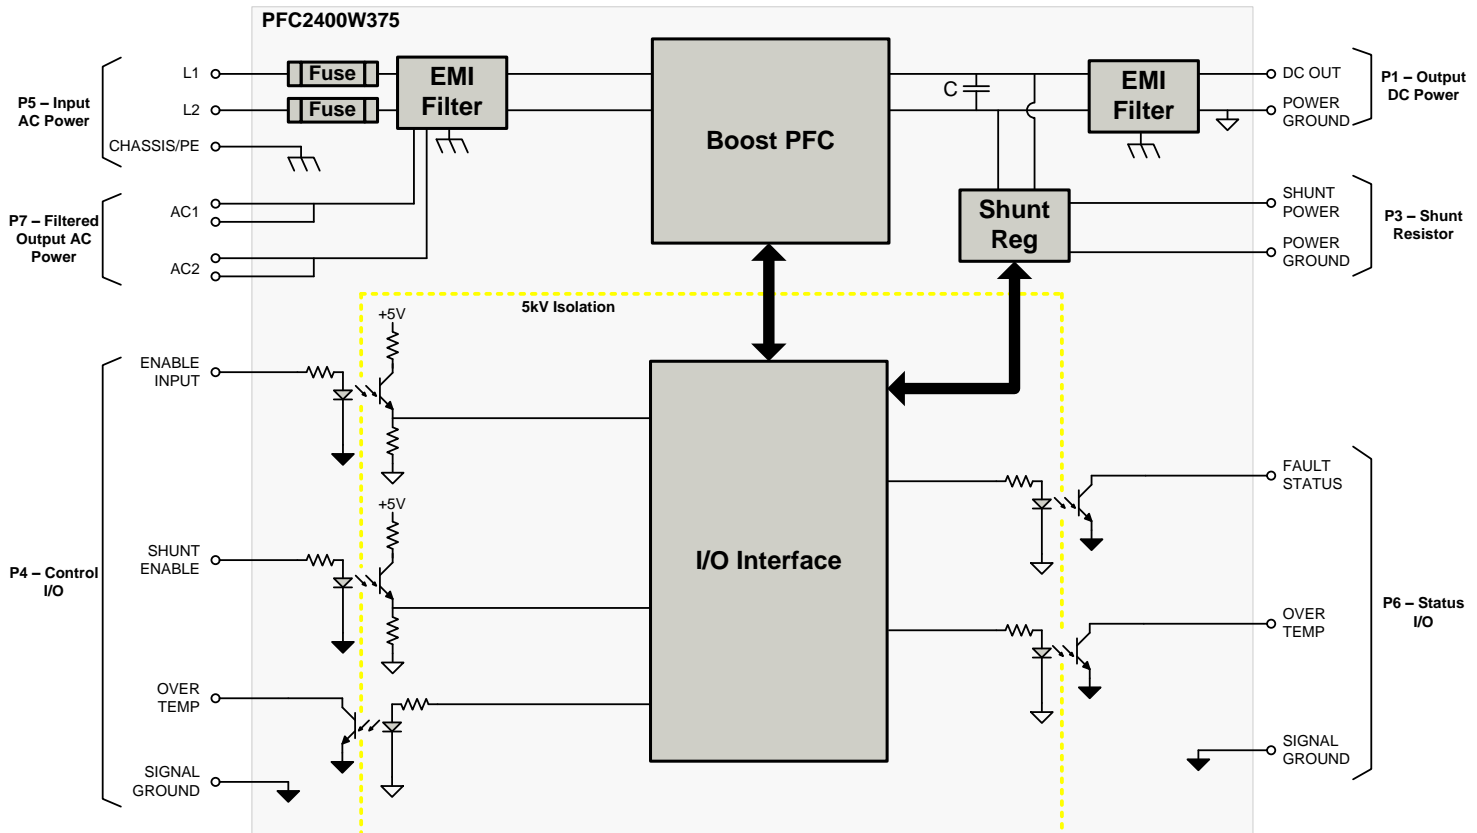 PFC2400W375
P5 – Input
AC Power
L1
L2
CHASSIS/PE
Fuse
Fuse
EMI
Filter
Boost PFC
C
EMI
Filter
DC OUT
POWER
GROUND
P1 – Output
DC Power
P7 – Filtered
Output AC
Power
AC1
AC2
Shunt
Reg
SHUNT
POWER
POWER
GROUND
P3 – Shunt
Resistor
5kV Isolation
P4 – Control
I/O
ENABLE
INPUT
+5V
SHUNT
ENABLE
+5V
OVER
TEMP
SIGNAL
GROUND
I/O Interface
FAULT
STATUS
OVER
TEMP
SIGNAL
GROUND
P6 – Status
I/O